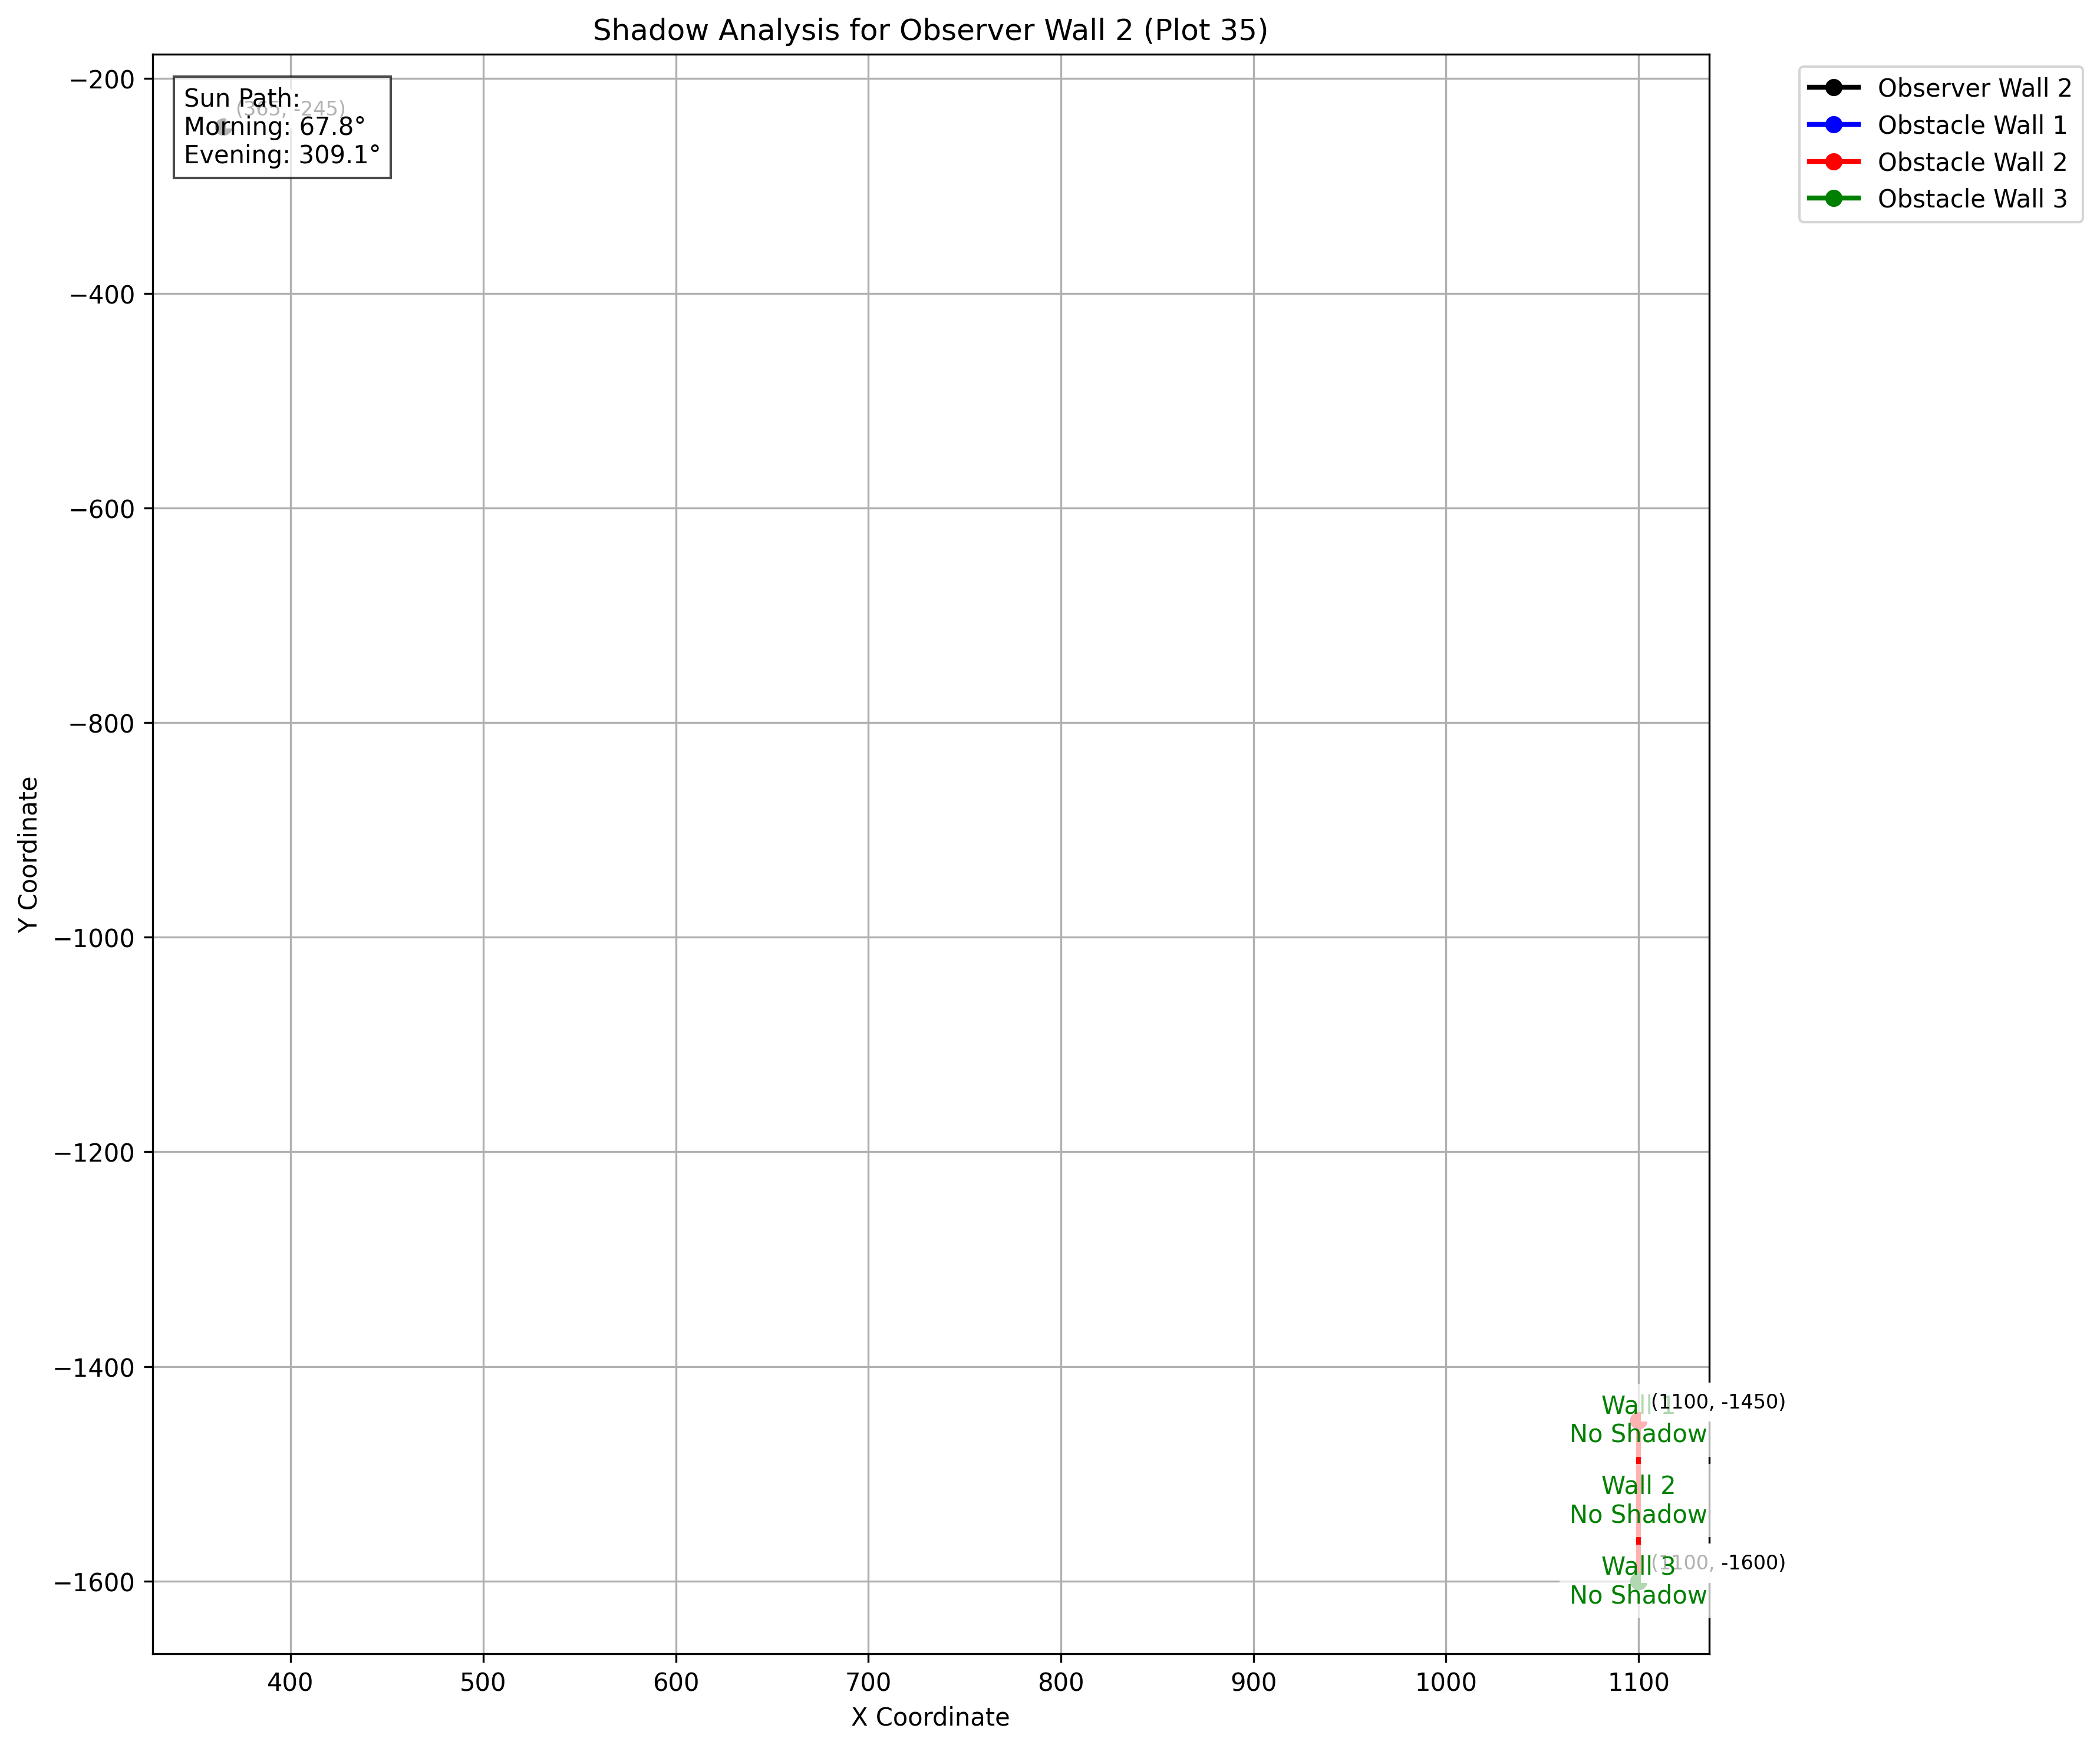 Shadow Analysis for Observer Wall 2 (Plot 35)
−200
−400
−600
−800
−1000
−1200
−1400
−1600
Y Coordinate
Sun Path:
(365, -245)
Morning: 67.8°
Evening: 309.1°
Observer Wall 2
Obstacle Wall 1
Obstacle Wall 2
Obstacle Wall 3
Wall 1
(1100, -1450)
No Shadow
Wall 2
No Shadow
Wall 3
(1100, -1600)
No Shadow
400
500
600
700
800
900
1000
1100
X Coordinate